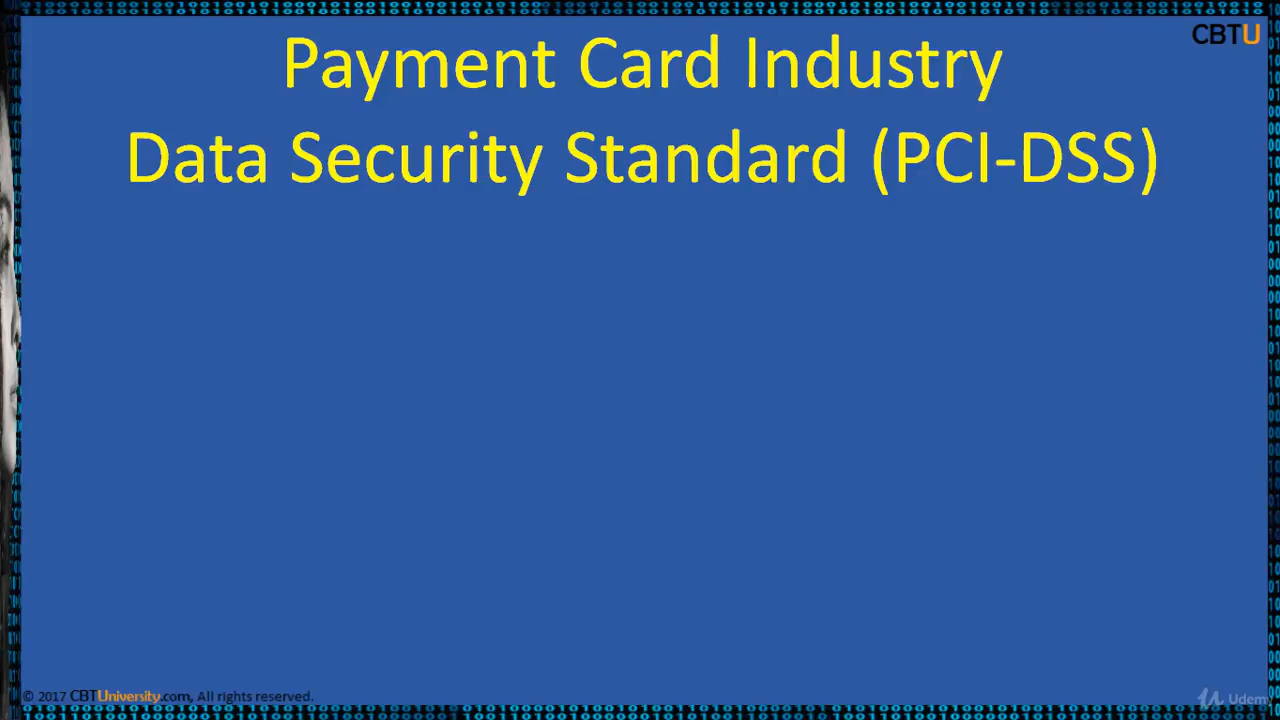 CBTU
Payment Card Industry
Data Security Standard (PCI-DSS)
© 2017 CBTUniversity.com, All rights reserved.
Udemy